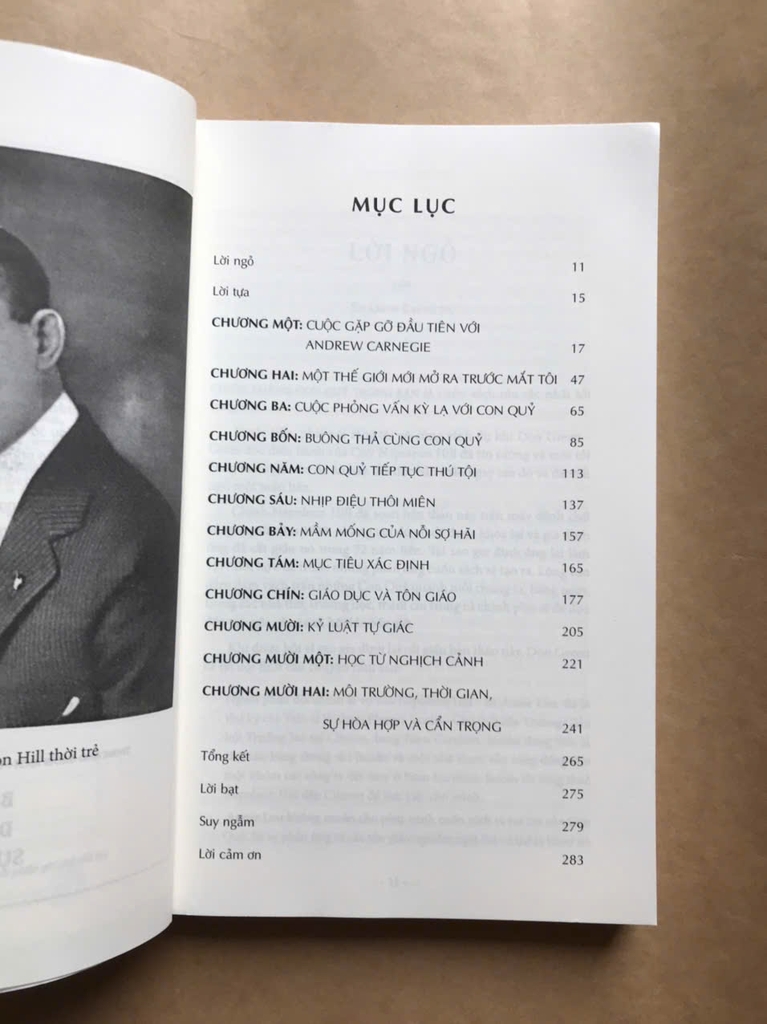 on Hill thời trẻ
MỤC LỤC
Lời ngỏ 11
Lời tựa 15
CHƯƠNG MỘT: CUỘC GẶP GỠ ĐẦU TIÊN VỚI
ANDREW CARNEGIE 17
CHƯƠNG HAI: MỘT THẾ GIỚI MỚI MỞ RA TRƯỚC MẮT TÔI 47
CHƯƠNG BA: CUỘC PHỎNG VẤN KỲ LẠ VỚI CON QUỶ 65
CHƯƠNG BỐN: BUÔNG THẢ CÙNG CON QUỶ 85
CHƯƠNG NĂM: CON QUỶ TIẾP TỤC THÚ TỘI 113
CHƯƠNG SÁU: NHỊP ĐIỆU THÔI MIÊN 137
CHƯƠNG BẢY: MẦM MỐNG CỦA NỖI SỢ HÃI 157
CHƯƠNG TÁM: MỤC TIÊU XÁC ĐỊNH 165
CHƯƠNG CHÍN: GIÁO DỤC VÀ TÔN GIÁO 177
CHƯƠNG MƯỜI: KỶ LUẬT TỰ GIÁC 205
CHƯƠNG MƯỜI MỘT: HỌC TỪ NGHỊCH CẢNH 221
CHƯƠNG MƯỜI HAI: MÔI TRƯỜNG, THỜI GIAN,
SỰ HÒA HỢP VÀ CẨN TRỌNG 241
Tổng kết 265
Lời bạt 275
Suy ngẫm 279
Lời cảm ơn 283